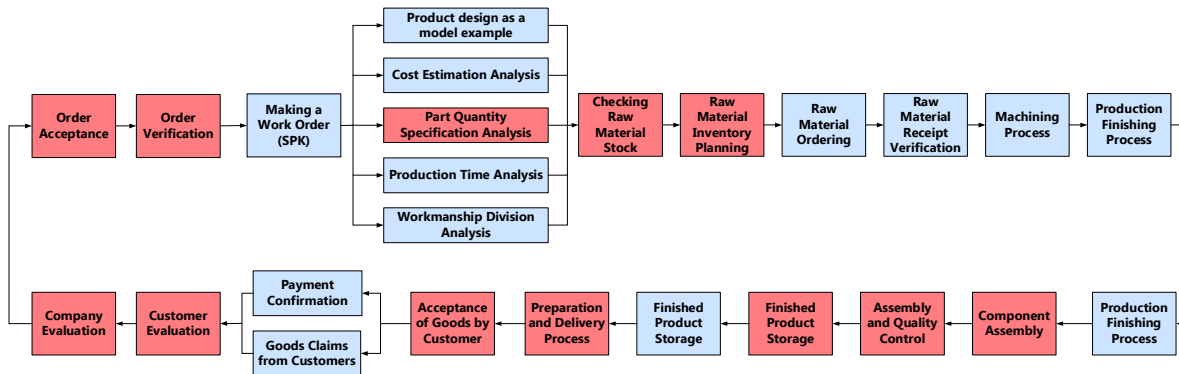 Order
Acceptance
Order
Verification
Making a
Work Order
(SPK)
Product design as a
model example
Cost Estimation Analysis
Part Quantity
Specification Analysis
Production Time Analysis
Workmanship Division
Analysis
Checking
Raw
Material
Stock
Raw
Material
Inventory
Planning
Raw
Material
Ordering
Raw
Material
Receipt
Verification
Machining
Process
Production
Finishing
Process
Company
Evaluation
Customer
Evaluation
Payment
Confirmation
Goods Claims
from Customers
Acceptance
of Goods by
Customer
Preparation
and Delivery
Process
Finished
Product
Storage
Finished
Product
Storage
Assembly
and Quality
Control
Component
Assembly
Production
Finishing
Process